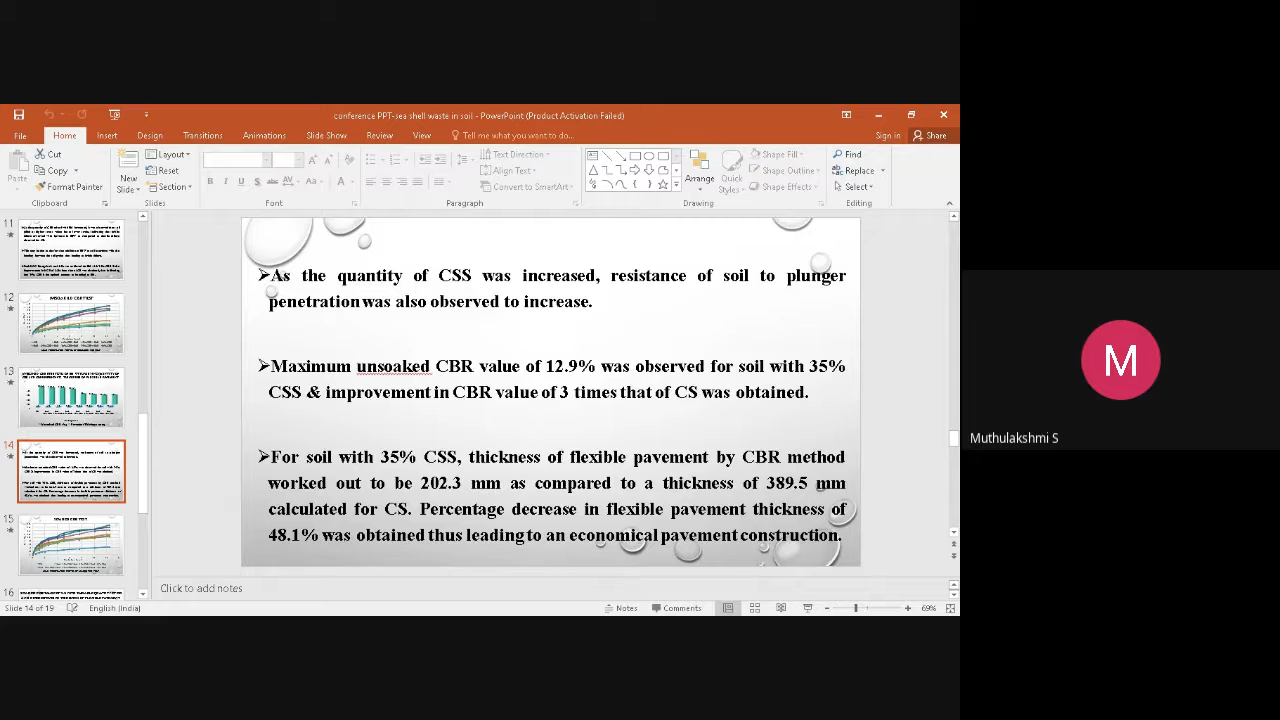 conference PPT-sea shell waste in soil - PowerPoint (Product Activation Failed)
File Home Insert Design Transitions Animations Slide Show Review View Tell me what you want to do... Sign in Share
Cut
Copy
Format Painter
Paste
Clipboard
New Slide
Layout
Reset
Section
Slides
Font
Text Direction
Align Text
Convert to SmartArt
Paragraph
Arrange
Quick Styles
Shape Fill
Shape Outline
Shape Effects
Drawing
Find
Replace
Select
Editing
11
12
13
14
15
16
➢As the quantity of CSS was increased, resistance of soil to plunger
penetration was also observed to increase.
➢Maximum unsoaked CBR value of 12.9% was observed for soil with 35%
CSS & improvement in CBR value of 3 times that of CS was obtained.
➢For soil with 35% CSS, thickness of flexible pavement by CBR method
worked out to be 202.3 mm as compared to a thickness of 389.5 mm
calculated for CS. Percentage decrease in flexible pavement thickness of
48.1% was obtained thus leading to an economical pavement construction.
Click to add notes
Slide 14 of 19 English (India) Notes Comments 69%
M
Muthulakshmi S